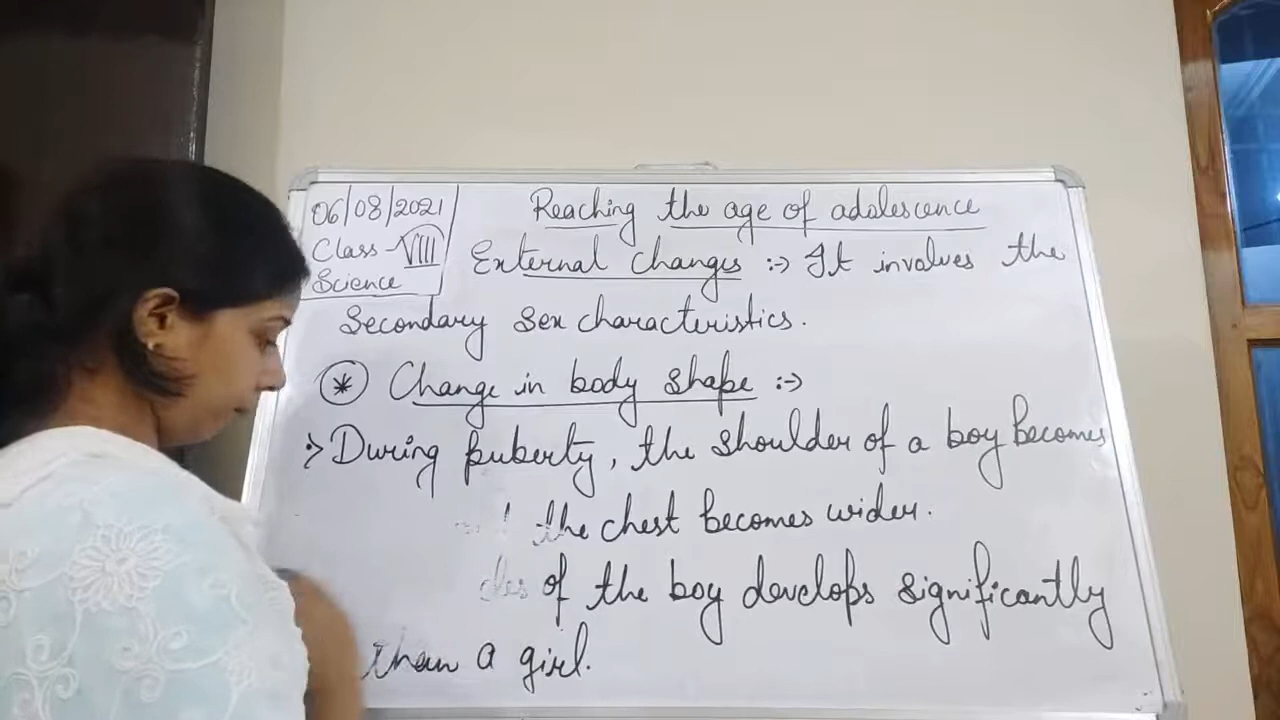 06/08/2021
Class - VIII
Science
Reaching the age of adolescence
External changes :-> It involves the
Secondary sex characteristics.
* Change in body shape :->
:> During puberty, the shoulder of a boy becomes
the chest becomes wider.
of the boy develops significantly
than a girl.